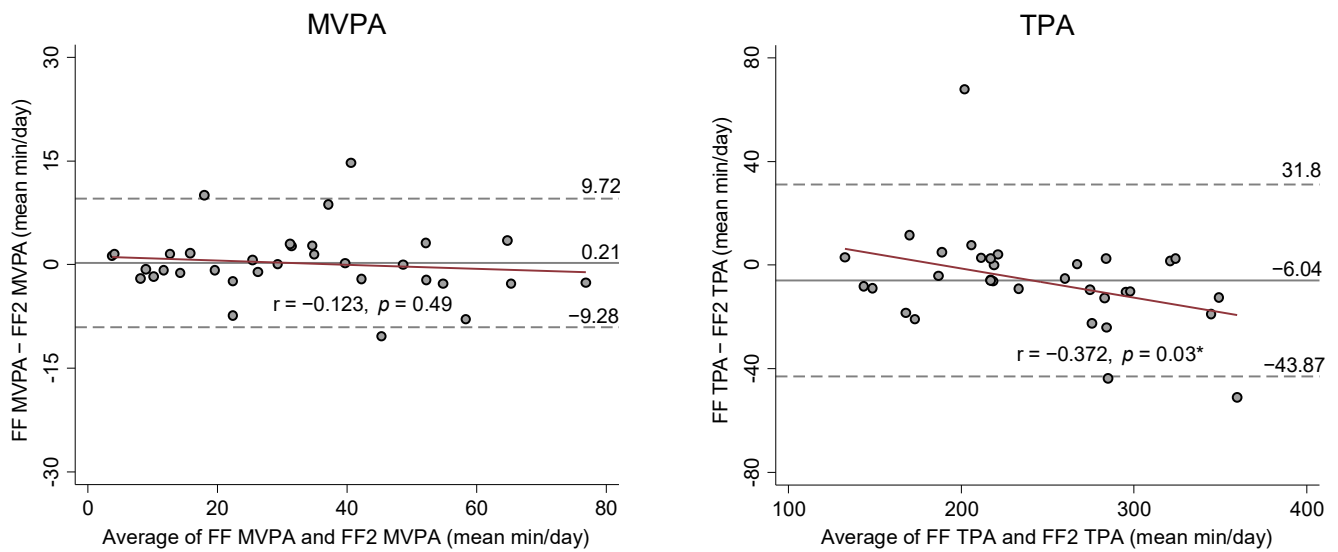 MVPA
FF MVPA − FF2 MVPA (mean min/day)
30
15
0
-15
-30
9.72
0.21
−9.28
r = −0.123, p = 0.49
0 20 40 60 80
Average of FF MVPA and FF2 MVPA (mean min/day)
TPA
FF TPA − FF2 TPA (mean min/day)
80
40
0
-40
-80
31.8
−6.04
−43.87
r = −0.372, p = 0.03*
100 200 300 400
Average of FF TPA and FF2 TPA (mean min/day)